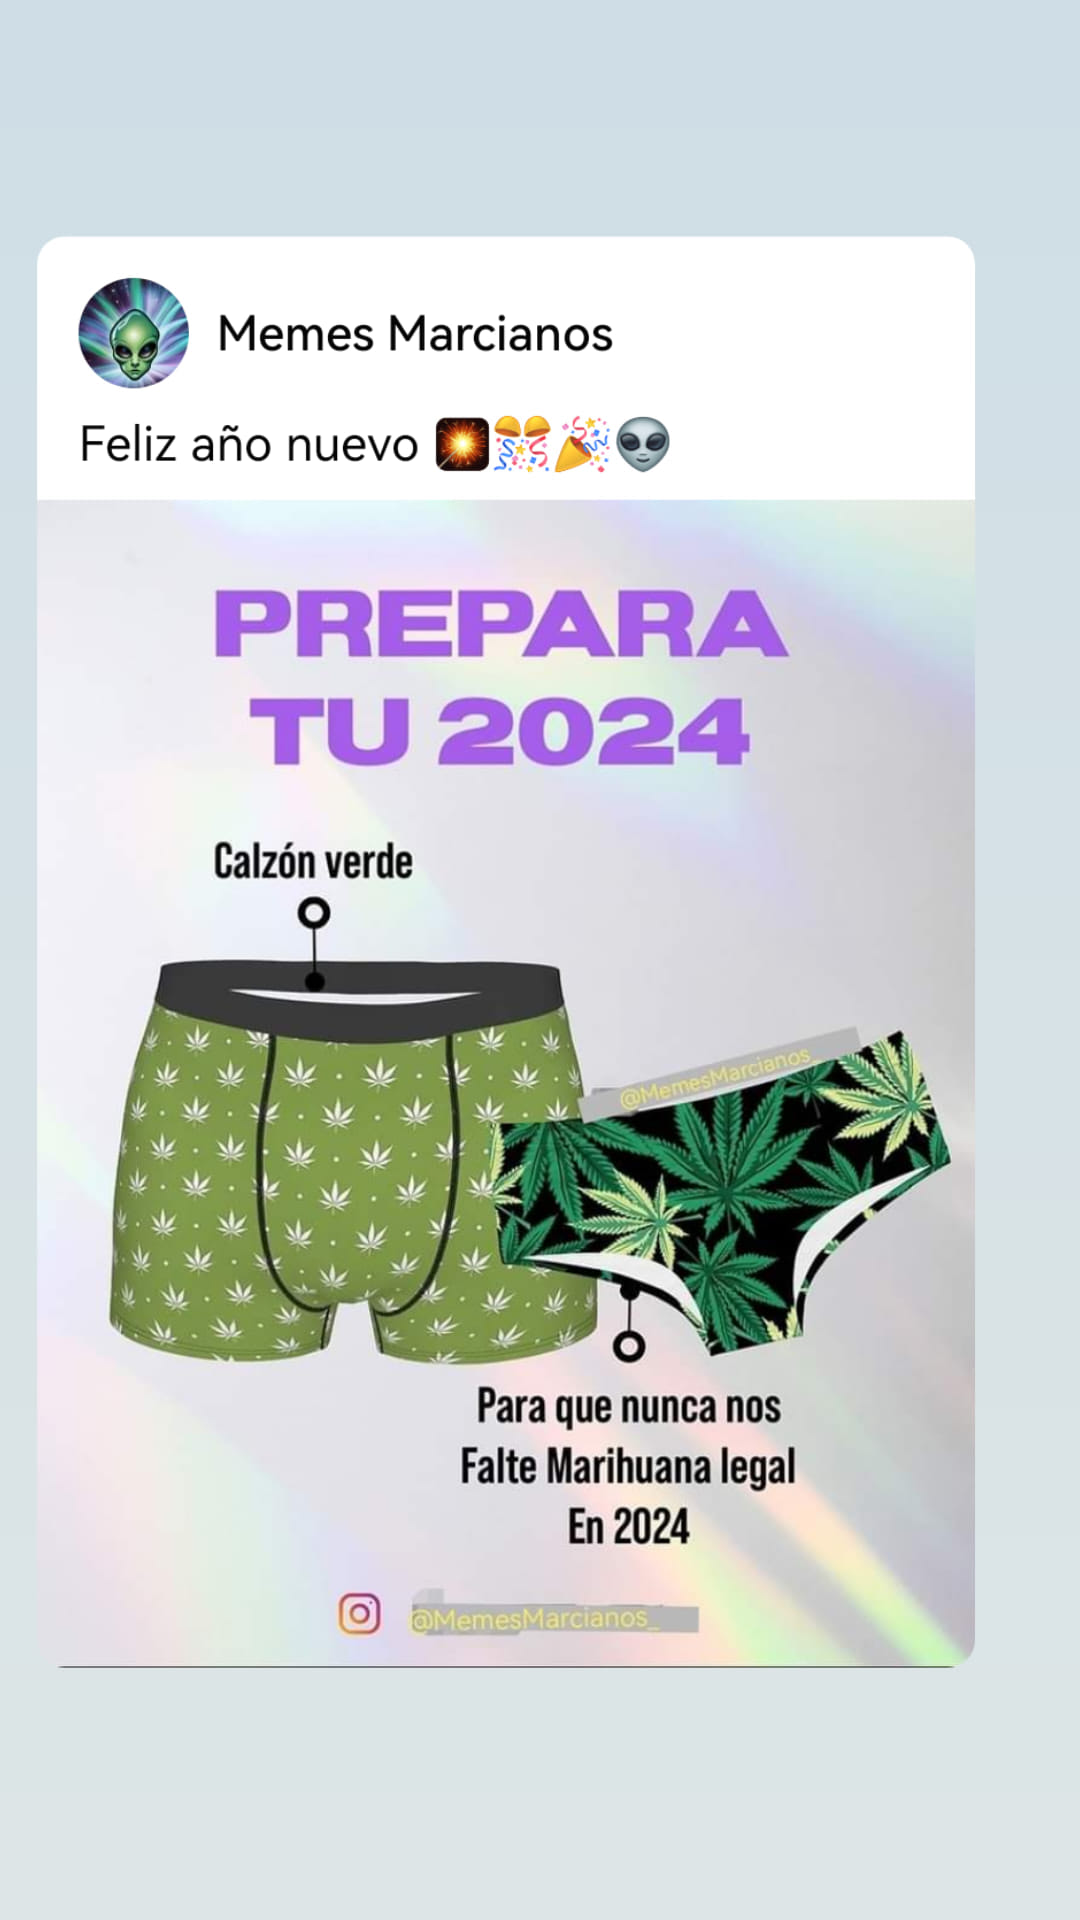 Memes Marcianos
Feliz año nuevo 🎇🎊🎉👽
PREPARA
TU 2024
Calzón verde
@MemesMarcianos_
Para que nunca nos
Falte Marihuana legal
En 2024
@MemesMarcianos_